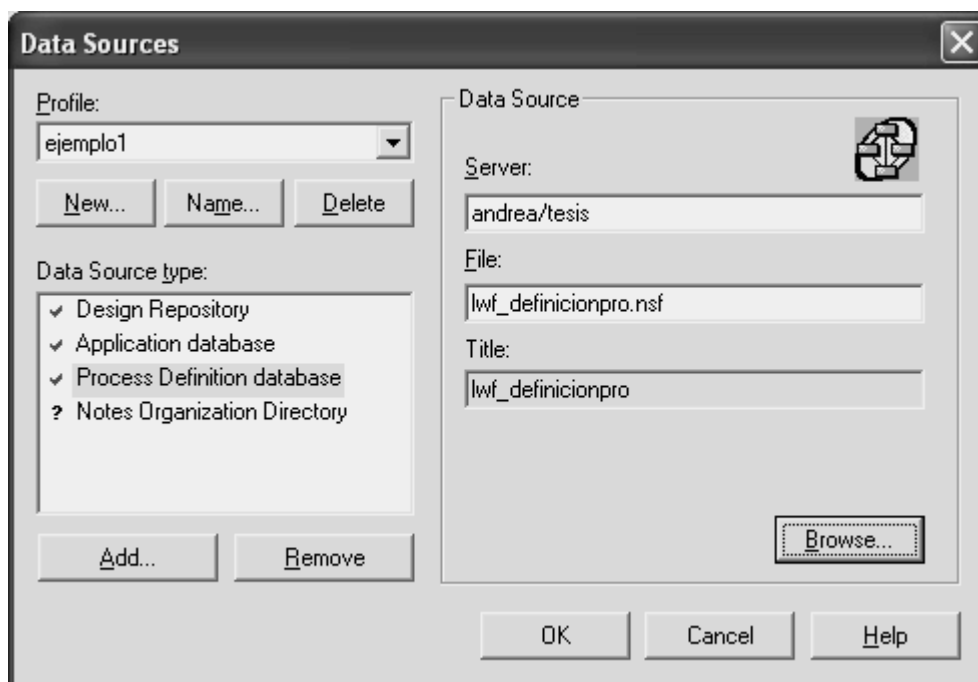 Data Sources
Profile:
ejemplo1
New...
Name...
Delete
Data Source type:
Design Repository
Application database
Process Definition database
? Notes Organization Directory
Add...
Remove
Data Source
Server:
andrea/tesis
File:
lwf_definicionpro.nsf
Title:
lwf_definicionpro
Browse...
OK
Cancel
Help